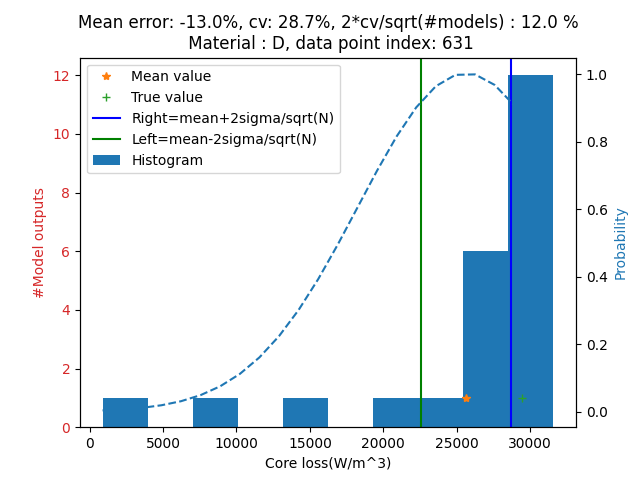 Mean error: -13.0%, cv: 28.7%, 2*cv/sqrt(#models) : 12.0 %
Material : D, data point index: 631
Mean value
True value
Right=mean+2sigma/sqrt(N)
Left=mean-2sigma/sqrt(N)
Histogram
12
10
8
6
4
2
0
#Model outputs
1.0
0.8
0.6
0.4
0.2
0.0
Probability
0 5000 10000 15000 20000 25000 30000
Core loss(W/m^3)